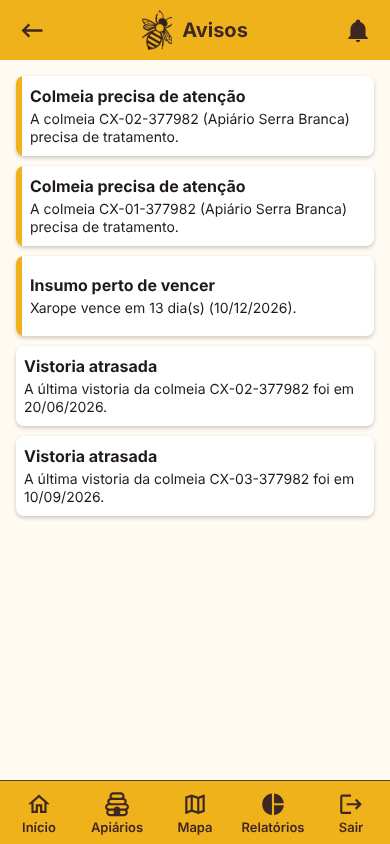 Avisos
Colmeia precisa de atenção
A colmeia CX-02-377982 (Apiário Serra Branca)
precisa de tratamento.
Colmeia precisa de atenção
A colmeia CX-01-377982 (Apiário Serra Branca)
precisa de tratamento.
Insumo perto de vencer
Xarope vence em 13 dia(s) (10/12/2026).
Vistoria atrasada
A última vistoria da colmeia CX-02-377982 foi em
20/06/2026.
Vistoria atrasada
A última vistoria da colmeia CX-03-377982 foi em
10/09/2026.
Início
Apiários
Mapa
Relatórios
Sair